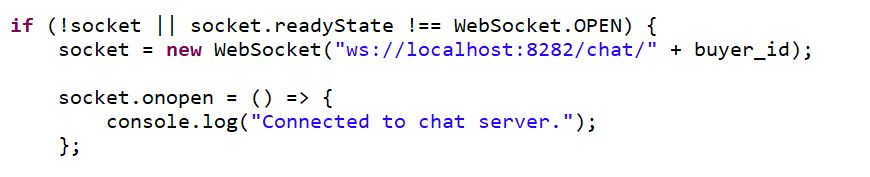 if (!socket || socket.readyState !== WebSocket.OPEN) {
    socket = new WebSocket("ws://localhost:8282/chat/" + buyer_id);

    socket.onopen = () => {
        console.log("Connected to chat server.");
    };